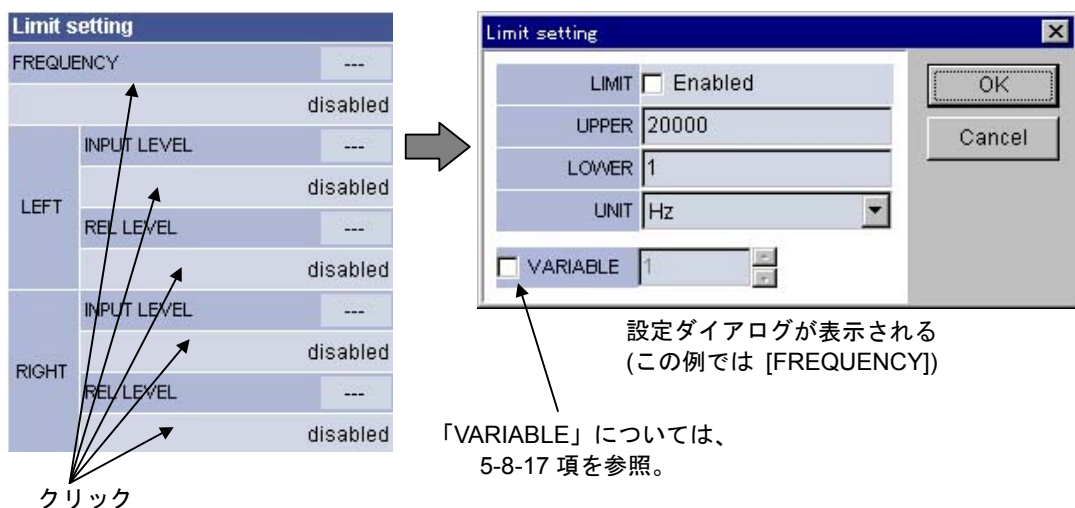 Limit setting
FREQUENCY ---
disabled
LEFT
INPUT LEVEL ---
disabled
REL LEVEL ---
disabled
RIGHT
INPUT LEVEL ---
disabled
REL LEVEL ---
disabled
クリック
Limit setting
LIMIT Enabled
UPPER 20000
LOWER 1
UNIT Hz
VARIABLE 1
OK
Cancel
設定ダイアログが表示される
(この例では [FREQUENCY])
「VARIABLE」については、
5-8-17 項を参照。